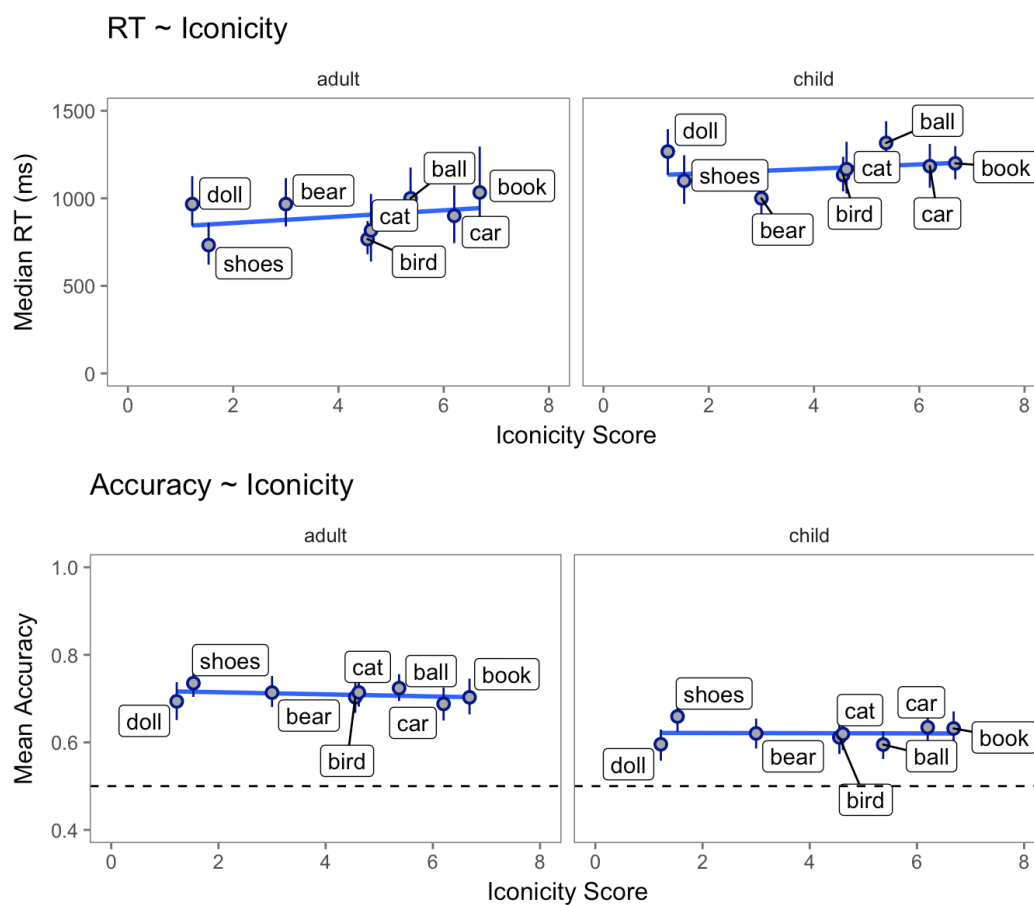 RT ~ Iconicity
adult
child
Median RT (ms)
1500
1000
500
0
doll
shoes
bear
cat
bird
ball
car
book
doll
shoes
bear
bird
cat
ball
car
book
0 2 4 6 8
0 2 4 6 8
Iconicity Score
Accuracy ~ Iconicity
adult
child
Mean Accuracy
1.0
0.8
0.6
0.4
doll
shoes
bear
cat
bird
ball
car
book
doll
shoes
bear
cat
bird
ball
car
book
0 2 4 6 8
0 2 4 6 8
Iconicity Score